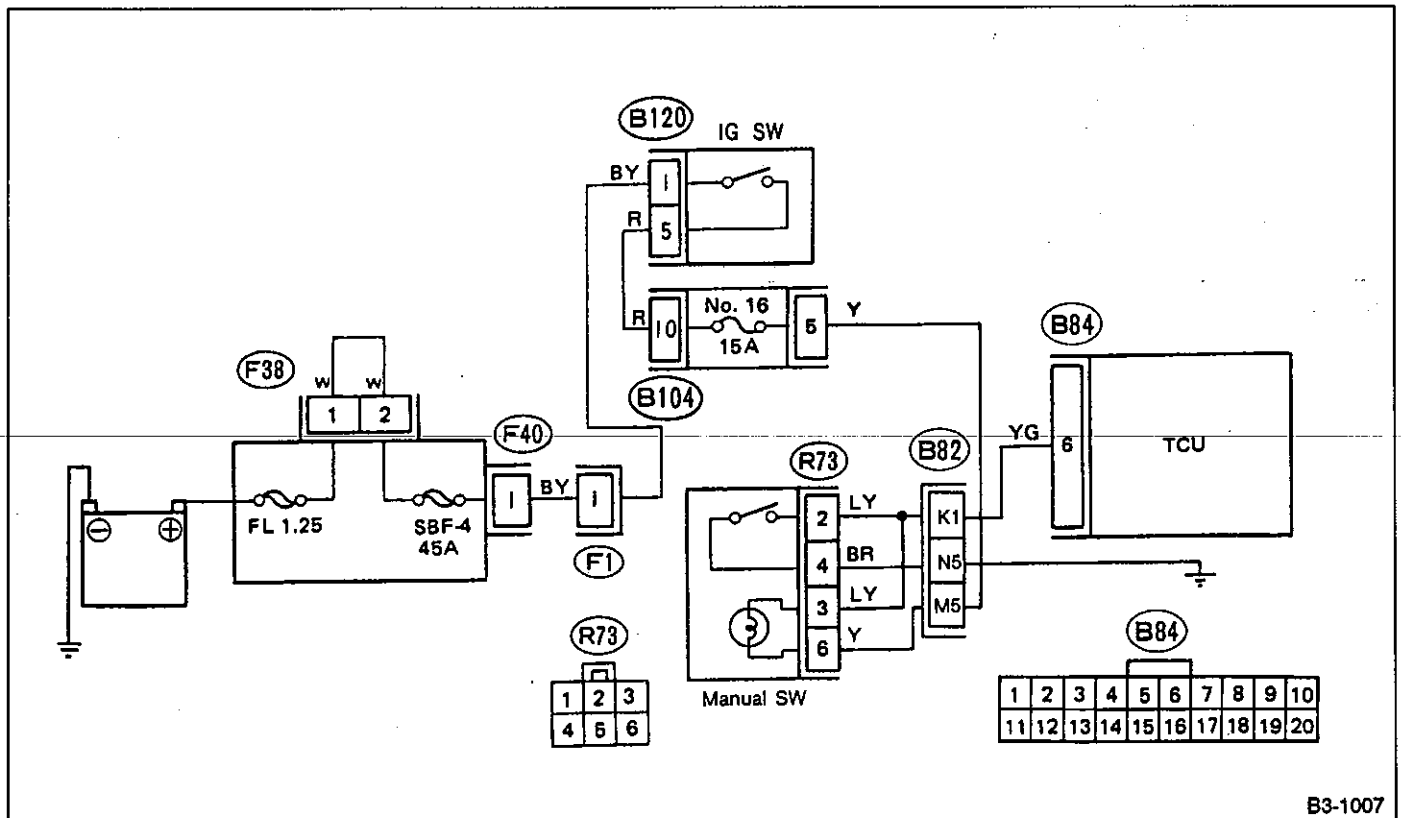 B120
IG SW
BY
1
R
5
R
10
No. 16
15A
5
Y
B104
B84
F38
W
W
1
2
F40
FL 1.25
SBF-4
45A
1
BY
1
F1
YG
6
TCU
B82
R73
2
LY
K1
4
BR
N5
3
LY
M5
6
Y
Manual SW
R73
1 2 3
4 5 6
B84
1 2 3 4 5 6 7 8 9 10
11 12 13 14 15 16 17 18 19 20
B3-1007